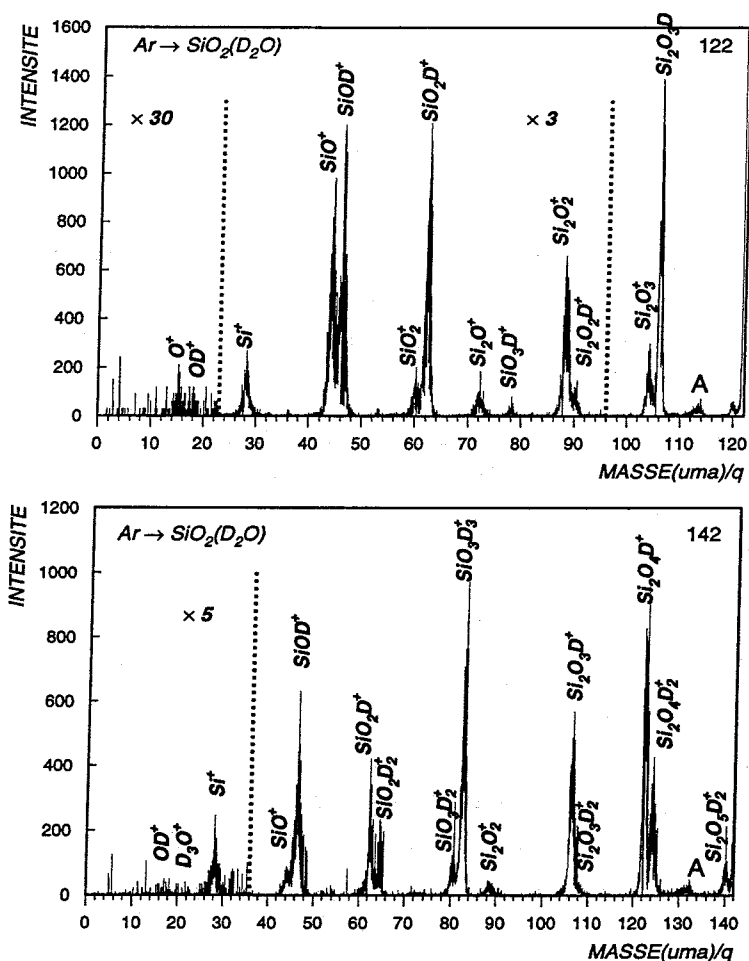 INTENSITE
1600
1400
1200
1000
800
600
400
200
0
Ar → SiO₂(D₂O)
122
× 30
× 3
O⁺
OD⁺
Si⁺
SiO⁺
SiOD⁺
SiO₂⁺
SiO₂D⁺
Si₂O⁺
SiO₃D⁺
Si₂O₂⁺
Si₂O₂D⁺
Si₂O₃⁺
Si₂O₃D
A
0 10 20 30 40 50 60 70 80 90 100 110 120
MASSE(uma)/q
INTENSITE
1200
1000
800
600
400
200
0
Ar → SiO₂(D₂O)
142
× 5
OD⁺
D₃O⁺
Si⁺
SiO⁺
SiOD⁺
SiO₂D⁺
SiO₂D₂⁺
SiO₃D₂⁺
SiO₃D₃⁺
Si₂O₂⁺
Si₂O₃D⁺
Si₂O₃D₂⁺
Si₂O₄D⁺
Si₂O₄D₂⁺
A
Si₂O₅D₂⁺
0 10 20 30 40 50 60 70 80 90 100 110 120 130 140
MASSE(uma)/q